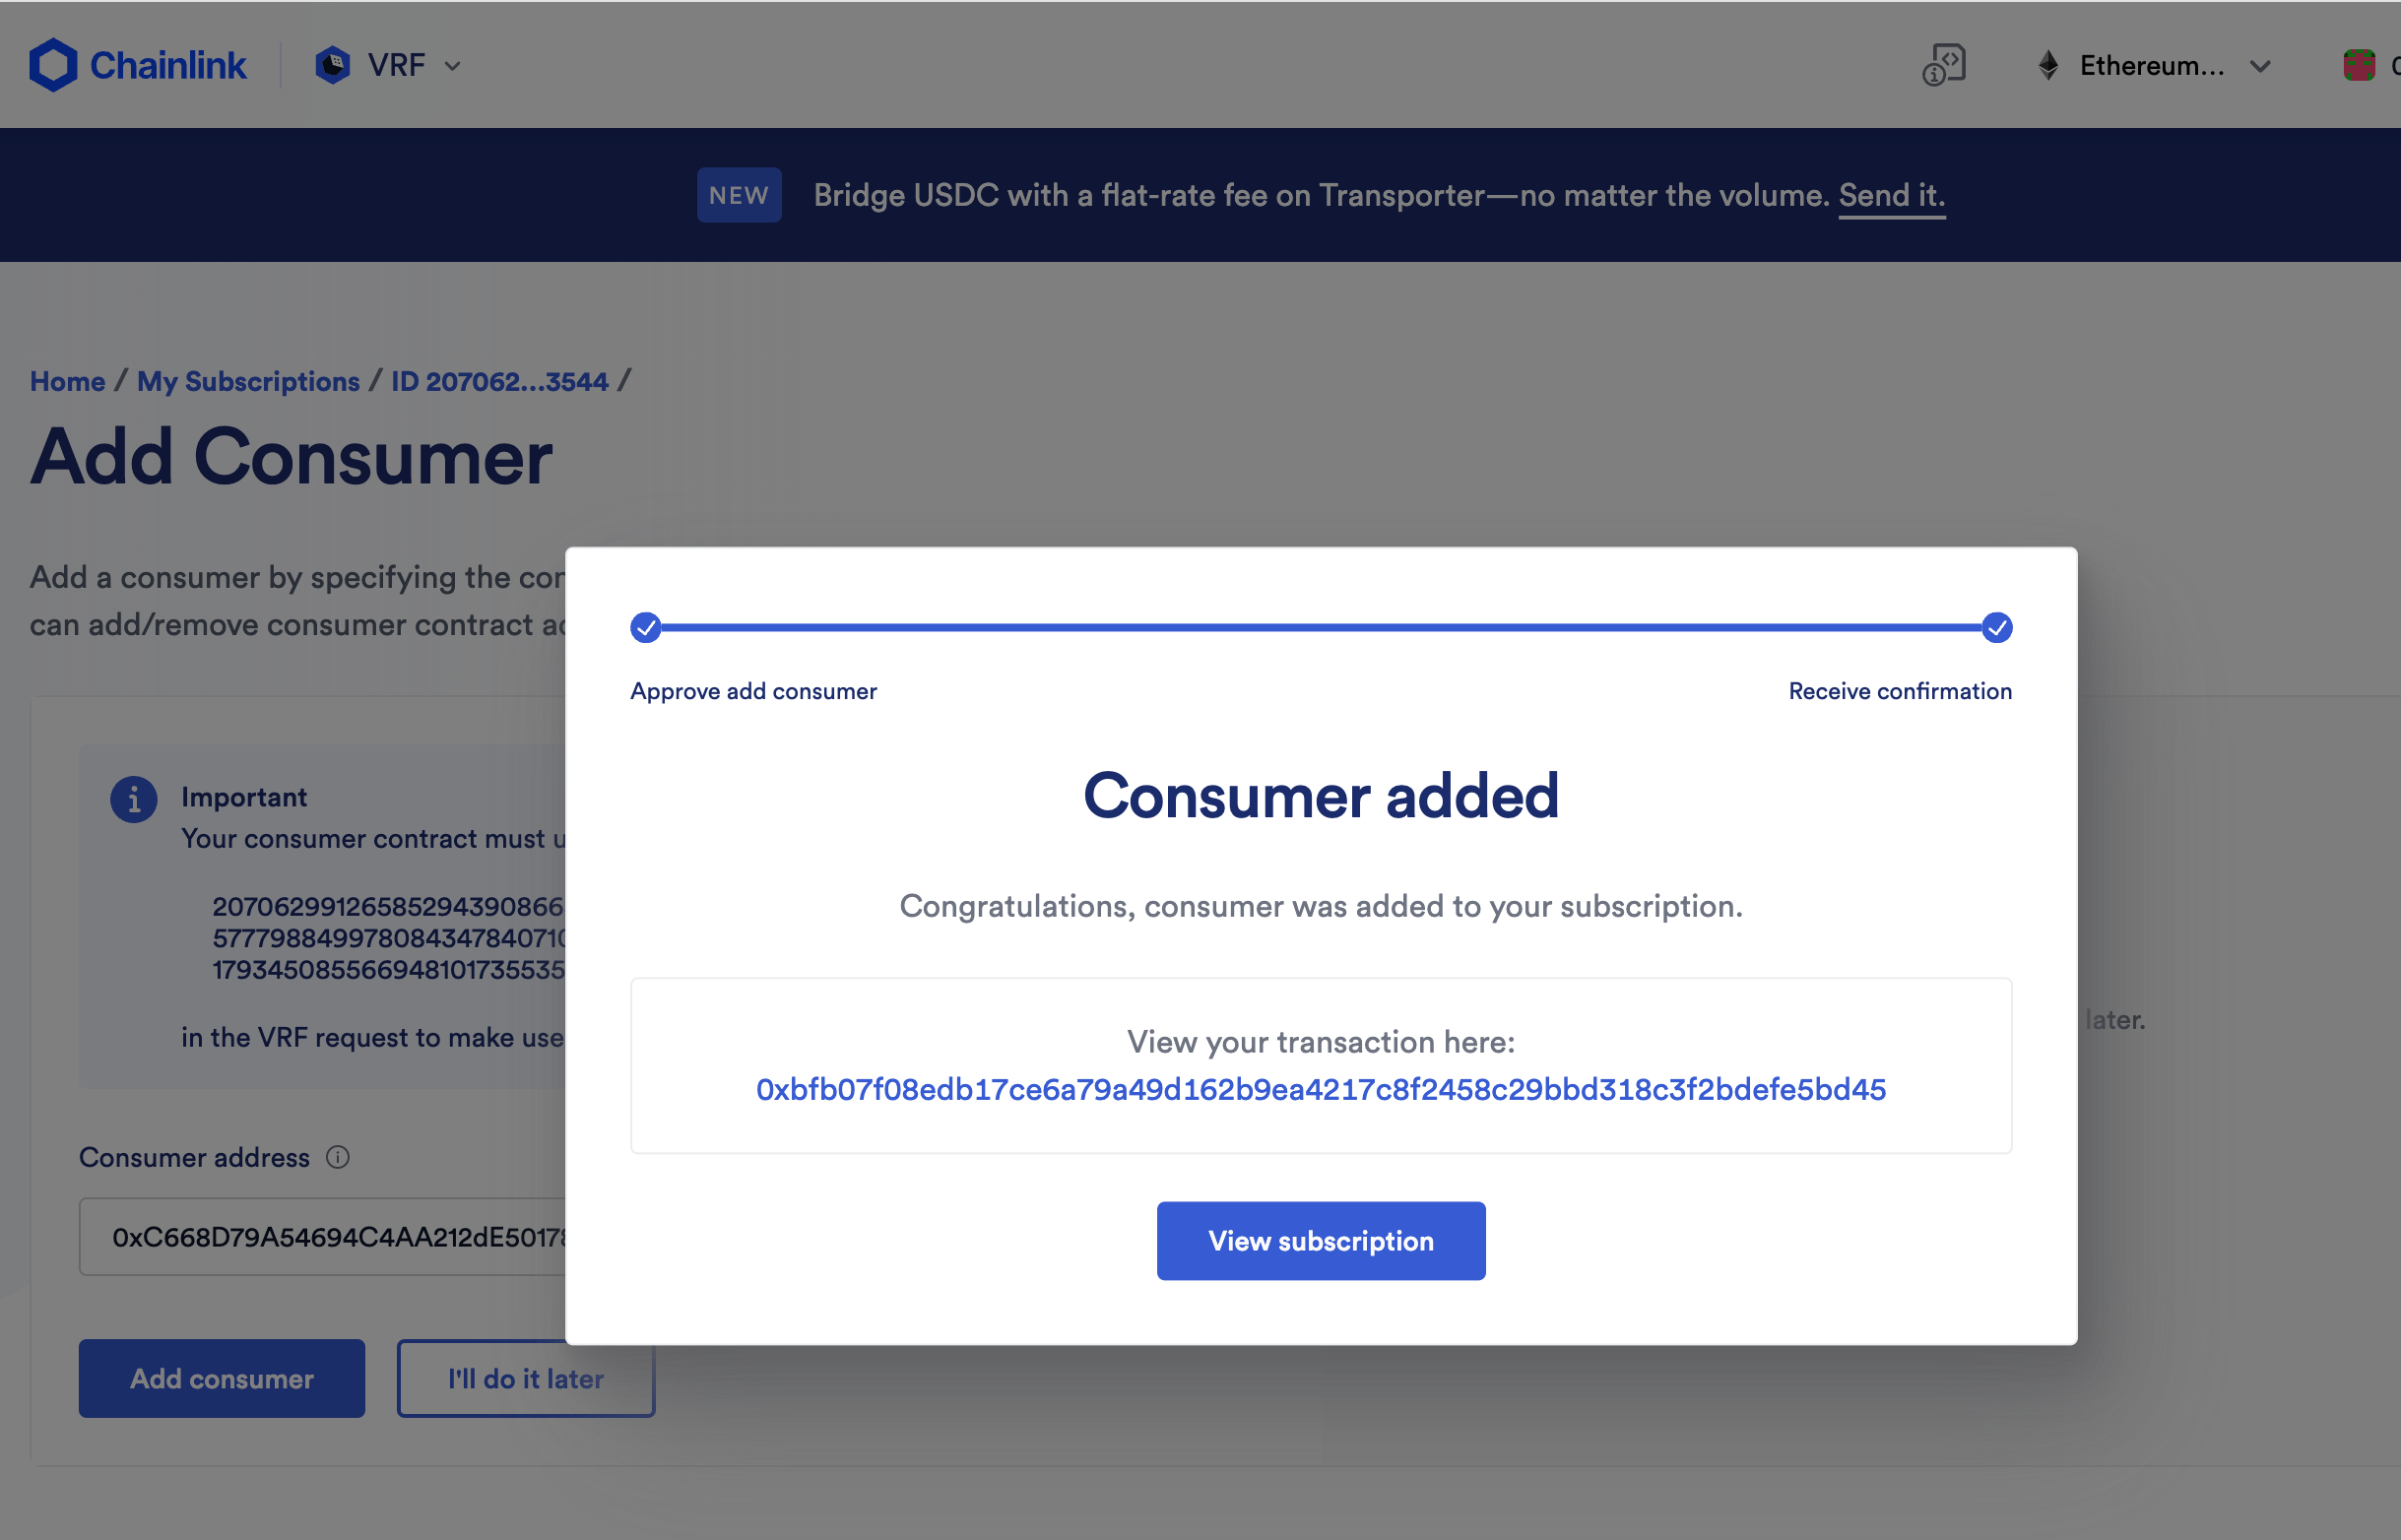 Chainlink
VRF
Ethereum...
NEW
Bridge USDC with a flat-rate fee on Transporter—no matter the volume. Send it.
Home / My Subscriptions / ID 207062...3544 /
Add Consumer
Add a consumer by specifying the
can add/remove consumer contract
Approve add consumer
Receive confirmation
Consumer added
Congratulations, consumer was added to your subscription.
View your transaction here:
0xbfb07f08edb17ce6a79a49d162b9ea4217c8f2458c29bbd318c3f2bdefe5bd45
View subscription
Important
Your consumer contract must
20706299126585294390866
57779884997808434784071
179345085566948101735535
in the VRF request to make use
later.
Consumer address
0xC668D79A54694C4AA212dE5017
Add consumer
I'll do it later